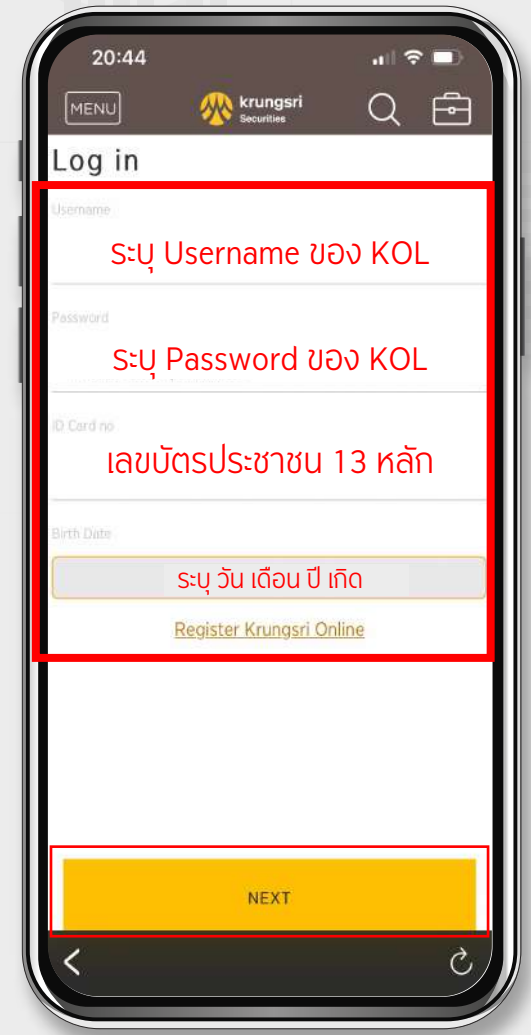 20:44
MENU
krungsri
Securities
Log in
Username
ระบุ Username ของ KOL
Password
ระบุ Password ของ KOL
ID Card no
เลขบัตรประชาชน 13 หลัก
Birth Date
ระบุ วัน เดือน ปี เกิด
Register Krungsri Online
NEXT